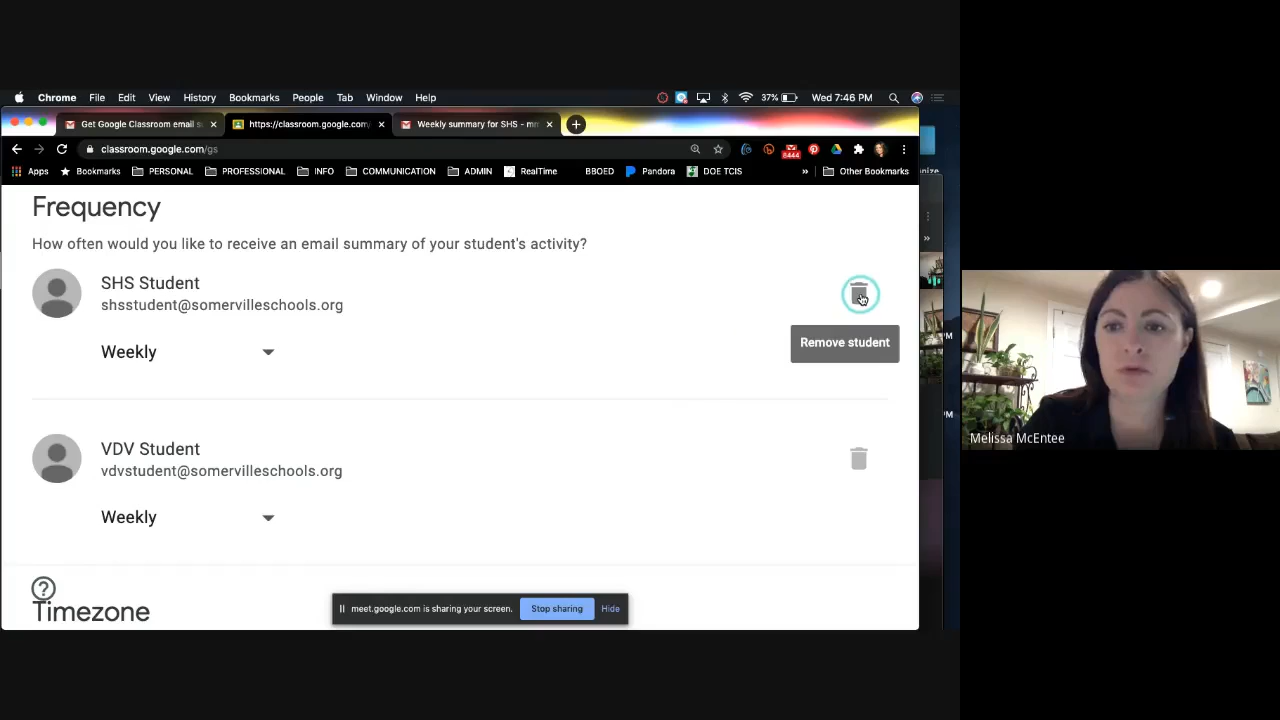 Chrome File Edit View History Bookmarks People Tab Window Help 37% Wed 7:46 PM
Get Google Classroom email s
https://classroom.google.com/
Weekly summary for SHS - m
classroom.google.com/gs
8444
Apps Bookmarks PERSONAL PROFESSIONAL INFO COMMUNICATION ADMIN RealTime BBOED Pandora DOE TCIS » Other Bookmarks
Frequency
How often would you like to receive an email summary of your student's activity?
SHS Student
shsstudent@somervilleschools.org
Remove student
Weekly
VDV Student
vdvstudent@somervilleschools.org
Weekly
Timezone
meet.google.com is sharing your screen. Stop sharing Hide
Melissa McEntee